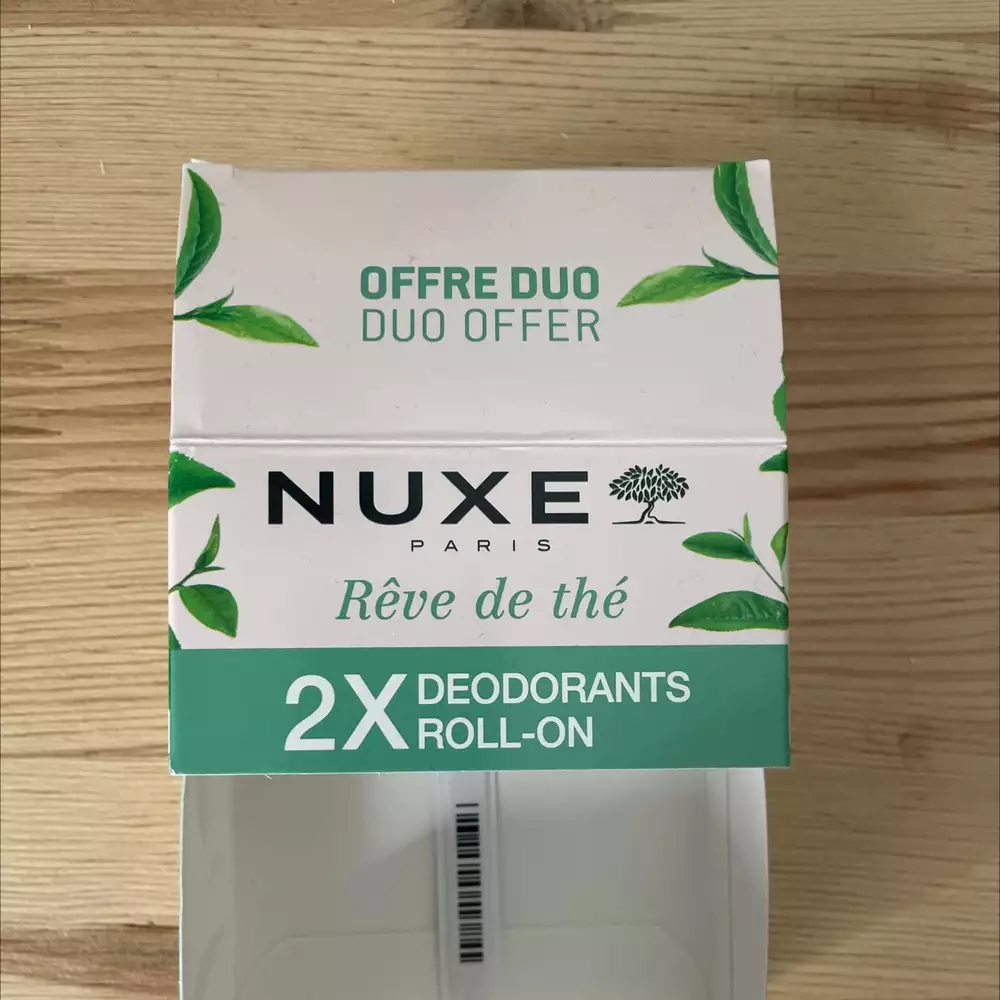 OFFRE DUO
DUO OFFER
NUXE
PARIS
Rêve de thé
2X DEODORANTS
ROLL-ON